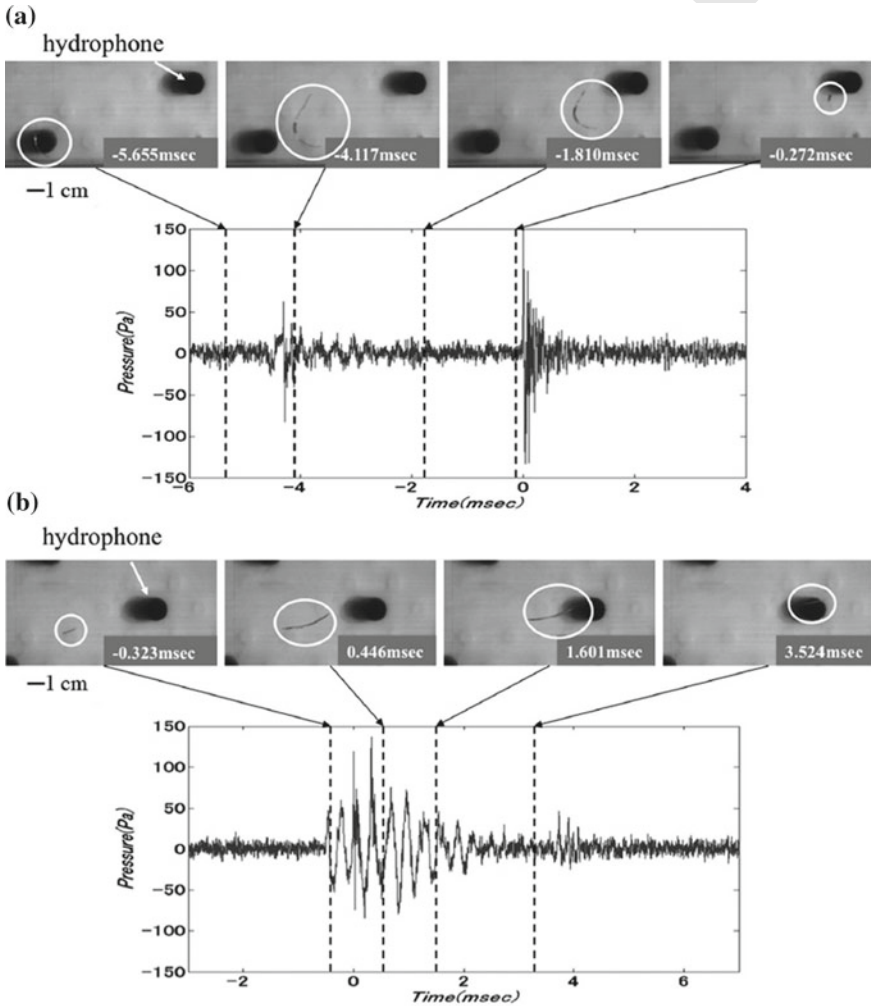 (a)
hydrophone
-5.655msec
-4.117msec
-1.810msec
-0.272msec
1 cm
150
100
50
0
-50
-100
-150
Pressure(Pa)
-6
-4
-2
0
2
4
Time(msec)
(b)
hydrophone
-0.323msec
0.446msec
1.601msec
3.524msec
1 cm
150
100
50
0
-50
-100
-150
Pressure(Pa)
-2
0
2
4
6
Time(msec)